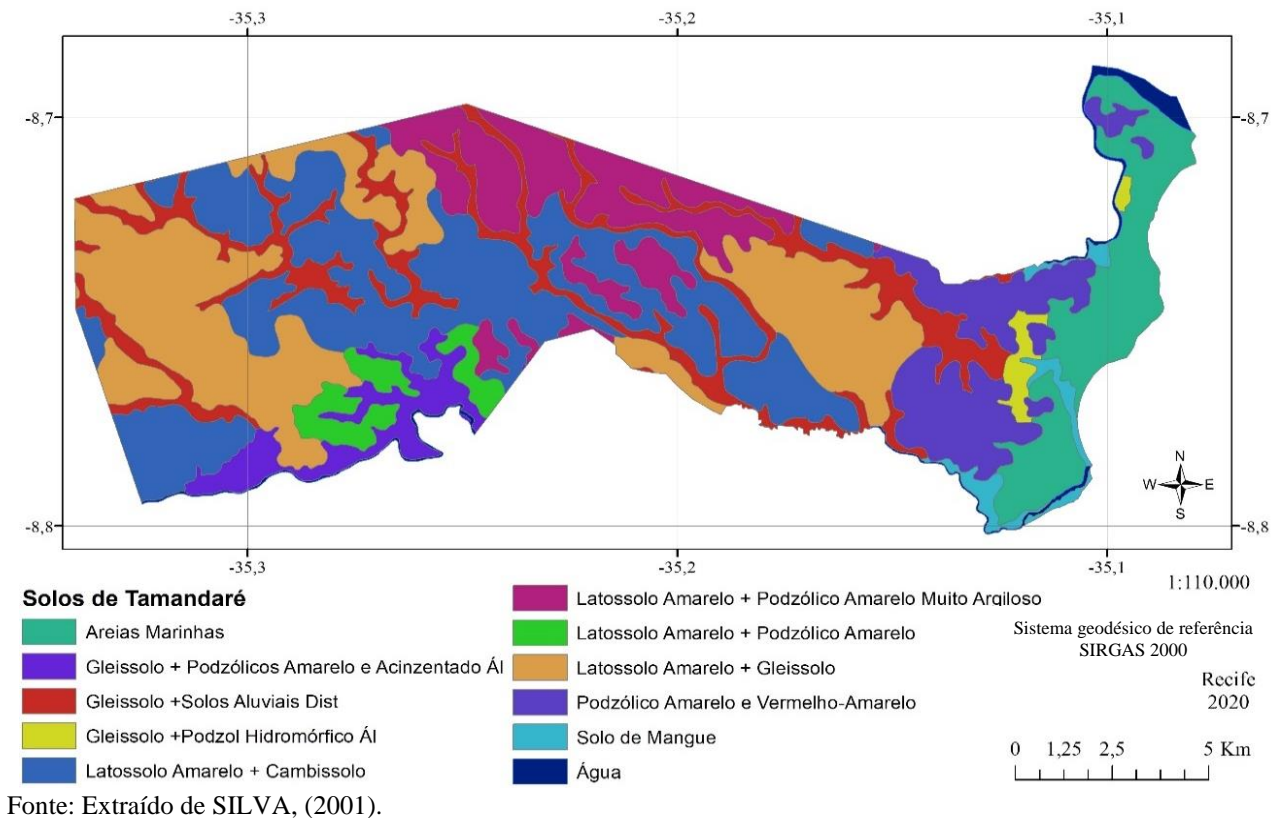 -35,3
-35,2
-35,1
-8,7
-8,7
N
W E
S
-8,8
-8,8
-35,3
-35,2
-35,1
1:110.000
Solos de Tamandaré
Areias Marinhas
Gleissolo + Podzólicos Amarelo e Acinzentado Ál
Gleissolo +Solos Aluviais Dist
Gleissolo +Podzol Hidromórfico Ál
Latossolo Amarelo + Cambissolo
Latossolo Amarelo + Podzólico Amarelo Muito Argiloso
Latossolo Amarelo + Podzólico Amarelo
Latossolo Amarelo + Gleissolo
Podzólico Amarelo e Vermelho-Amarelo
Solo de Mangue
Água
Sistema geodésico de referência
SIRGAS 2000
Recife
2020
0 1,25 2,5 5 Km
Fonte: Extraído de SILVA, (2001).